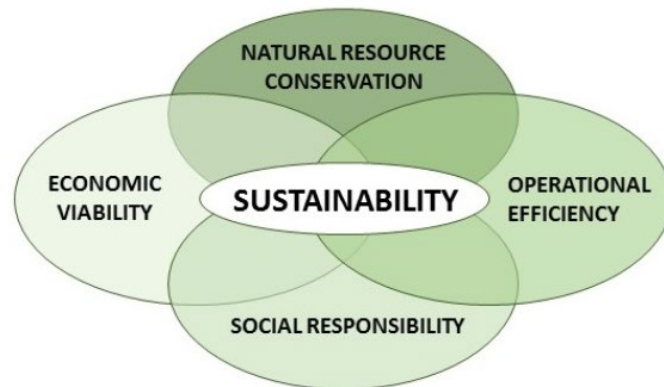 NATURAL RESOURCE
CONSERVATION
ECONOMIC
VIABILITY
SUSTAINABILITY
OPERATIONAL
EFFICIENCY
SOCIAL RESPONSIBILITY